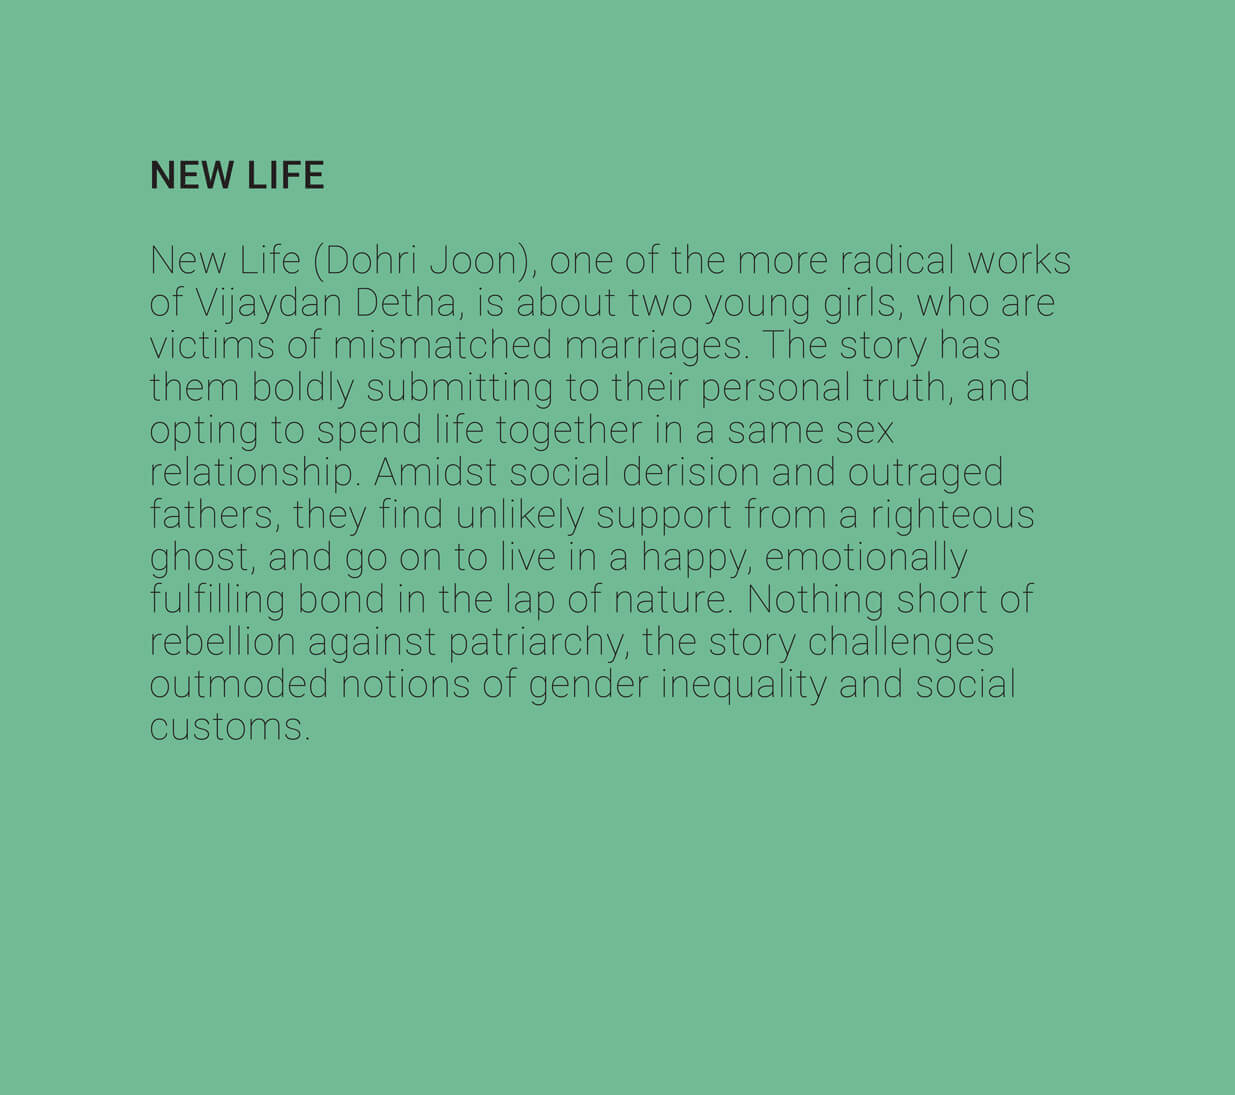 NEW LIFE
New Life (Dohri Joon), one of the more radical works
of Vijaydan Detha, is about two young girls, who are
victims of mismatched marriages. The story has
them boldly submitting to their personal truth, and
opting to spend life together in a same sex
relationship. Amidst social derision and outraged
fathers, they find unlikely support from a righteous
ghost, and go on to live in a happy, emotionally
fulfilling bond in the lap of nature. Nothing short of
rebellion against patriarchy, the story challenges
outmoded notions of gender inequality and social
customs.